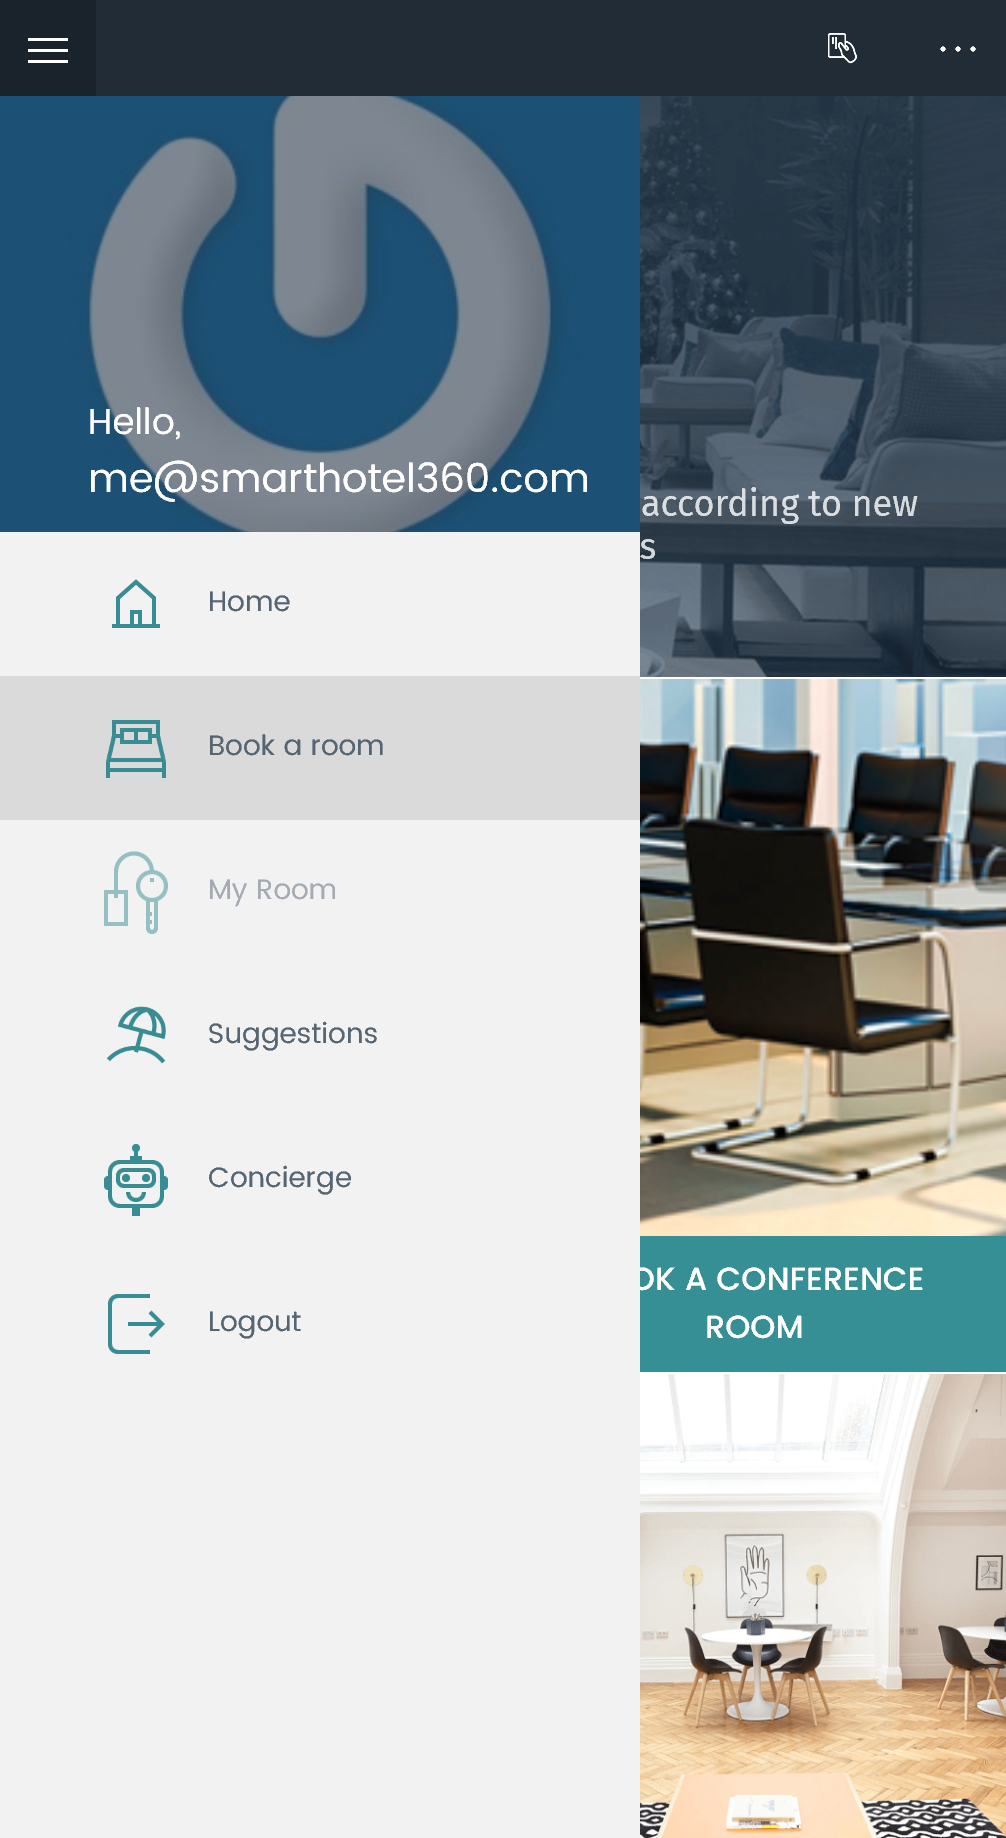 Hello,
me@smarthotel360.com
Home
Book a room
My Room
Suggestions
Concierge
Logout
according to new
s
OK A CONFERENCE
ROOM